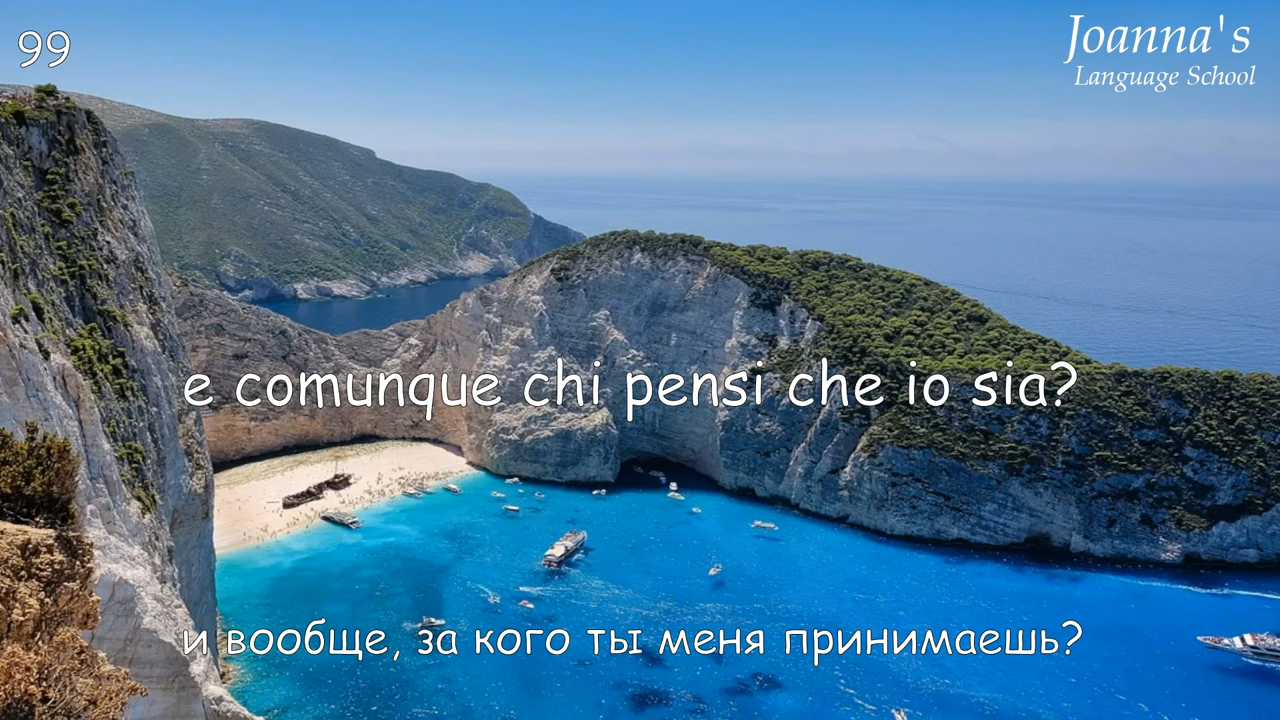 99
Joanna's
Language School
e comunque chi pensi che io sia?
и вообще, за кого ты меня принимаешь?